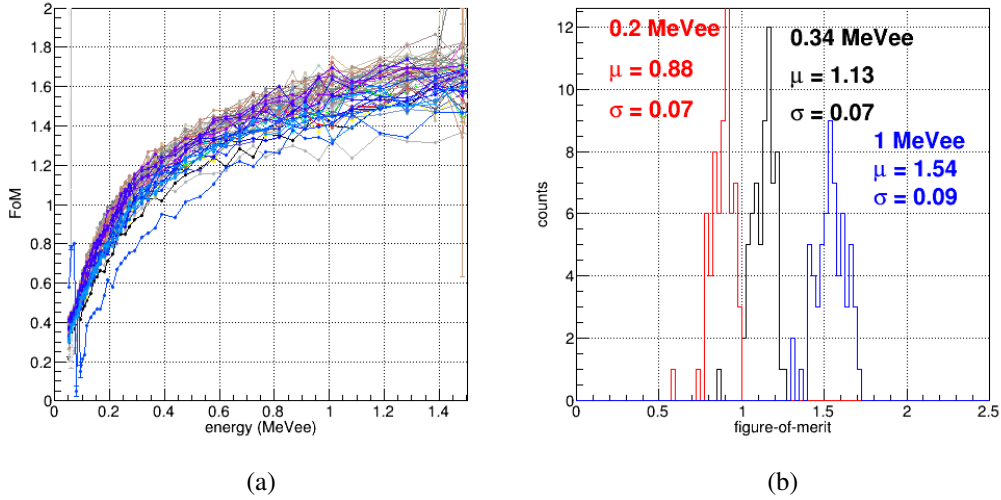 FoM
2
1.8
1.6
1.4
1.2
1
0.8
0.6
0.4
0.2
0
0 0.2 0.4 0.6 0.8 1 1.2 1.4
energy (MeVee)
(a)
counts
12
10
8
6
4
2
0
0.2 MeVee
μ = 0.88
σ = 0.07
0.34 MeVee
μ = 1.13
σ = 0.07
1 MeVee
μ = 1.54
σ = 0.09
0 0.5 1 1.5 2 2.5
figure-of-merit
(b)